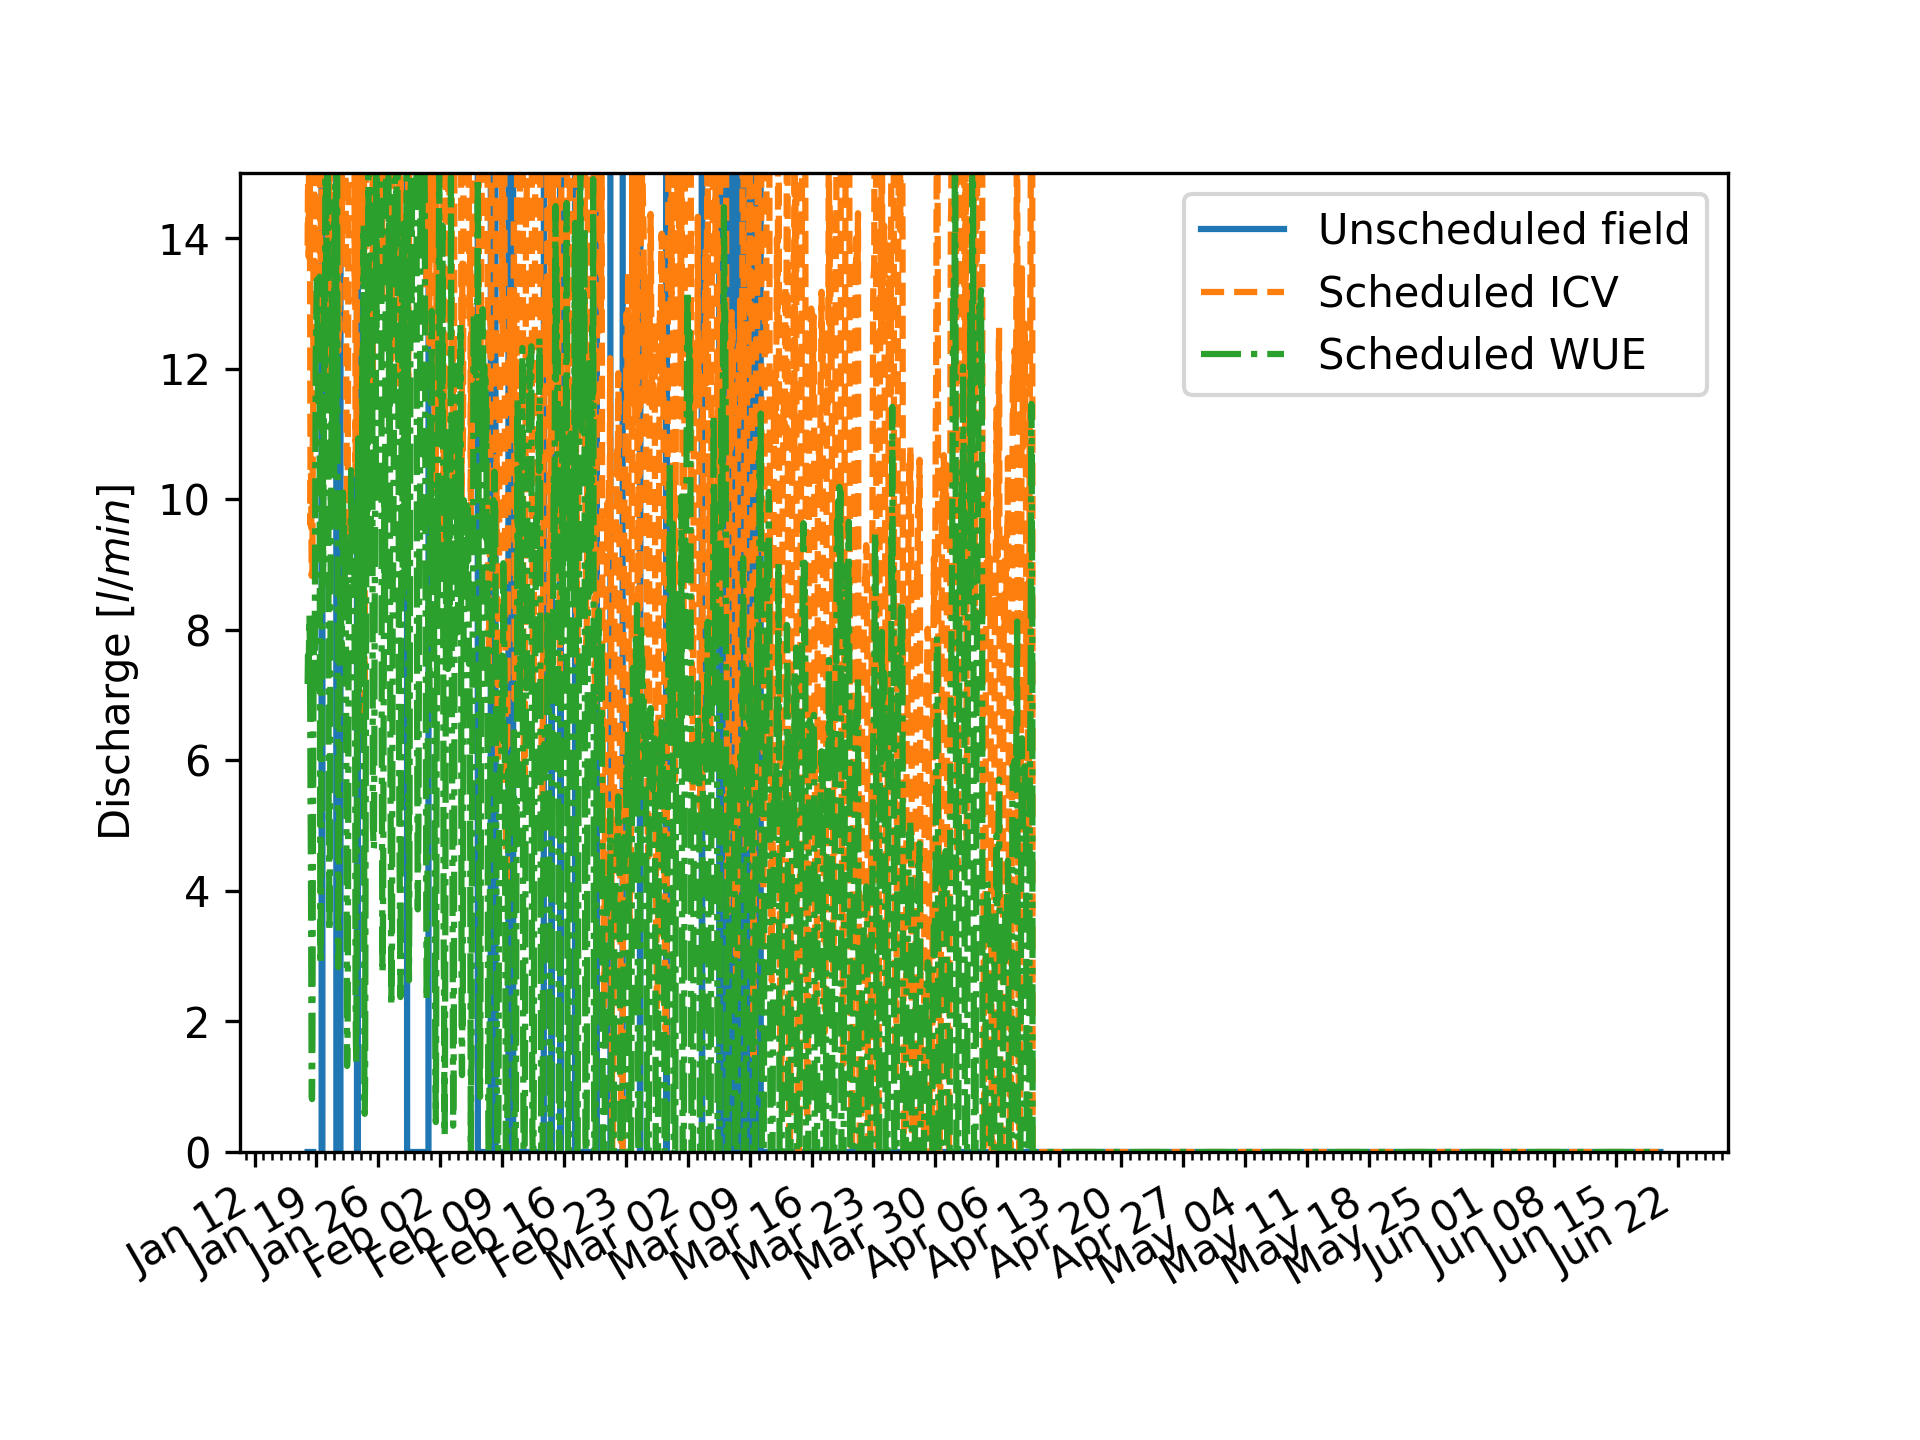 Discharge [l/min]
14
12
10
8
6
4
2
0
Unscheduled field
Scheduled ICV
Scheduled WUE
Jan 12
Jan 19
Jan 26
Feb 02
Feb 09
Feb 16
Feb 23
Mar 02
Mar 09
Mar 16
Mar 23
Mar 30
Apr 06
Apr 13
Apr 20
Apr 27
May 04
May 11
May 18
May 25
Jun 01
Jun 08
Jun 15
Jun 22